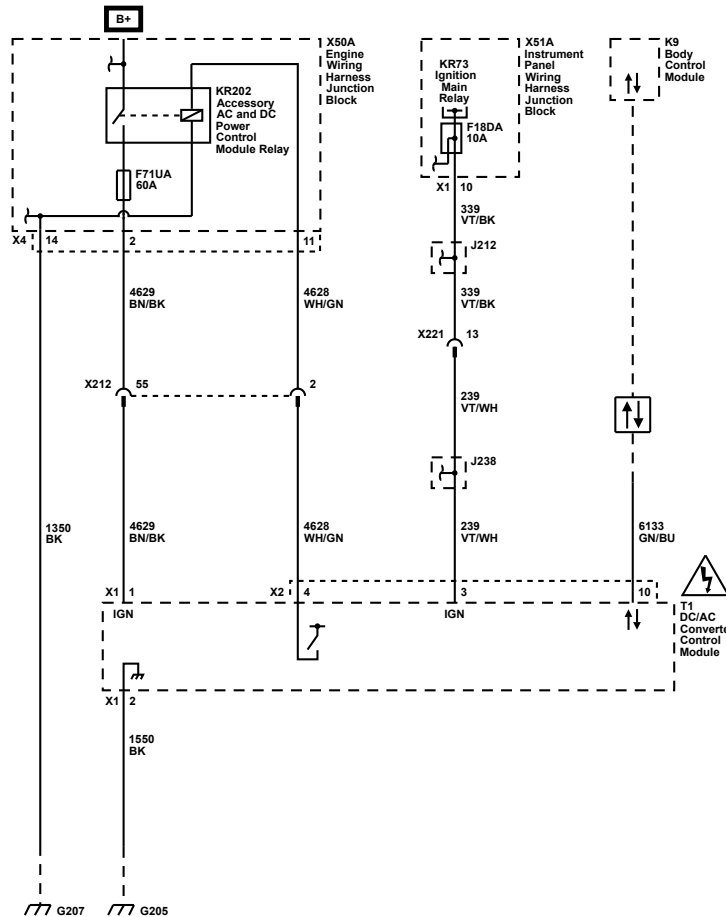 B+
X50A
Engine
Wiring
Harness
Junction
Block
KR202
Accessory
AC and DC
Power
Control
Module Relay
F71UA
60A
X4 14 2 11
X51A
Instrument
Panel
Wiring
Harness
Junction
Block
KR73
Ignition
Main
Relay
F18DA
10A
X1 10
K9
Body
Control
Module
339
VT/BK
J212
4629
BN/BK
4628
WH/GN
339
VT/BK
X221 13
X212 55 2
239
VT/WH
J238
1350
BK
4629
BN/BK
4628
WH/GN
239
VT/WH
6133
GN/BU
X1 1 X2 4 3 10
IGN IGN
T1
DC/AC
Converte
Control
Module
X1 2
1550
BK
G207 G205